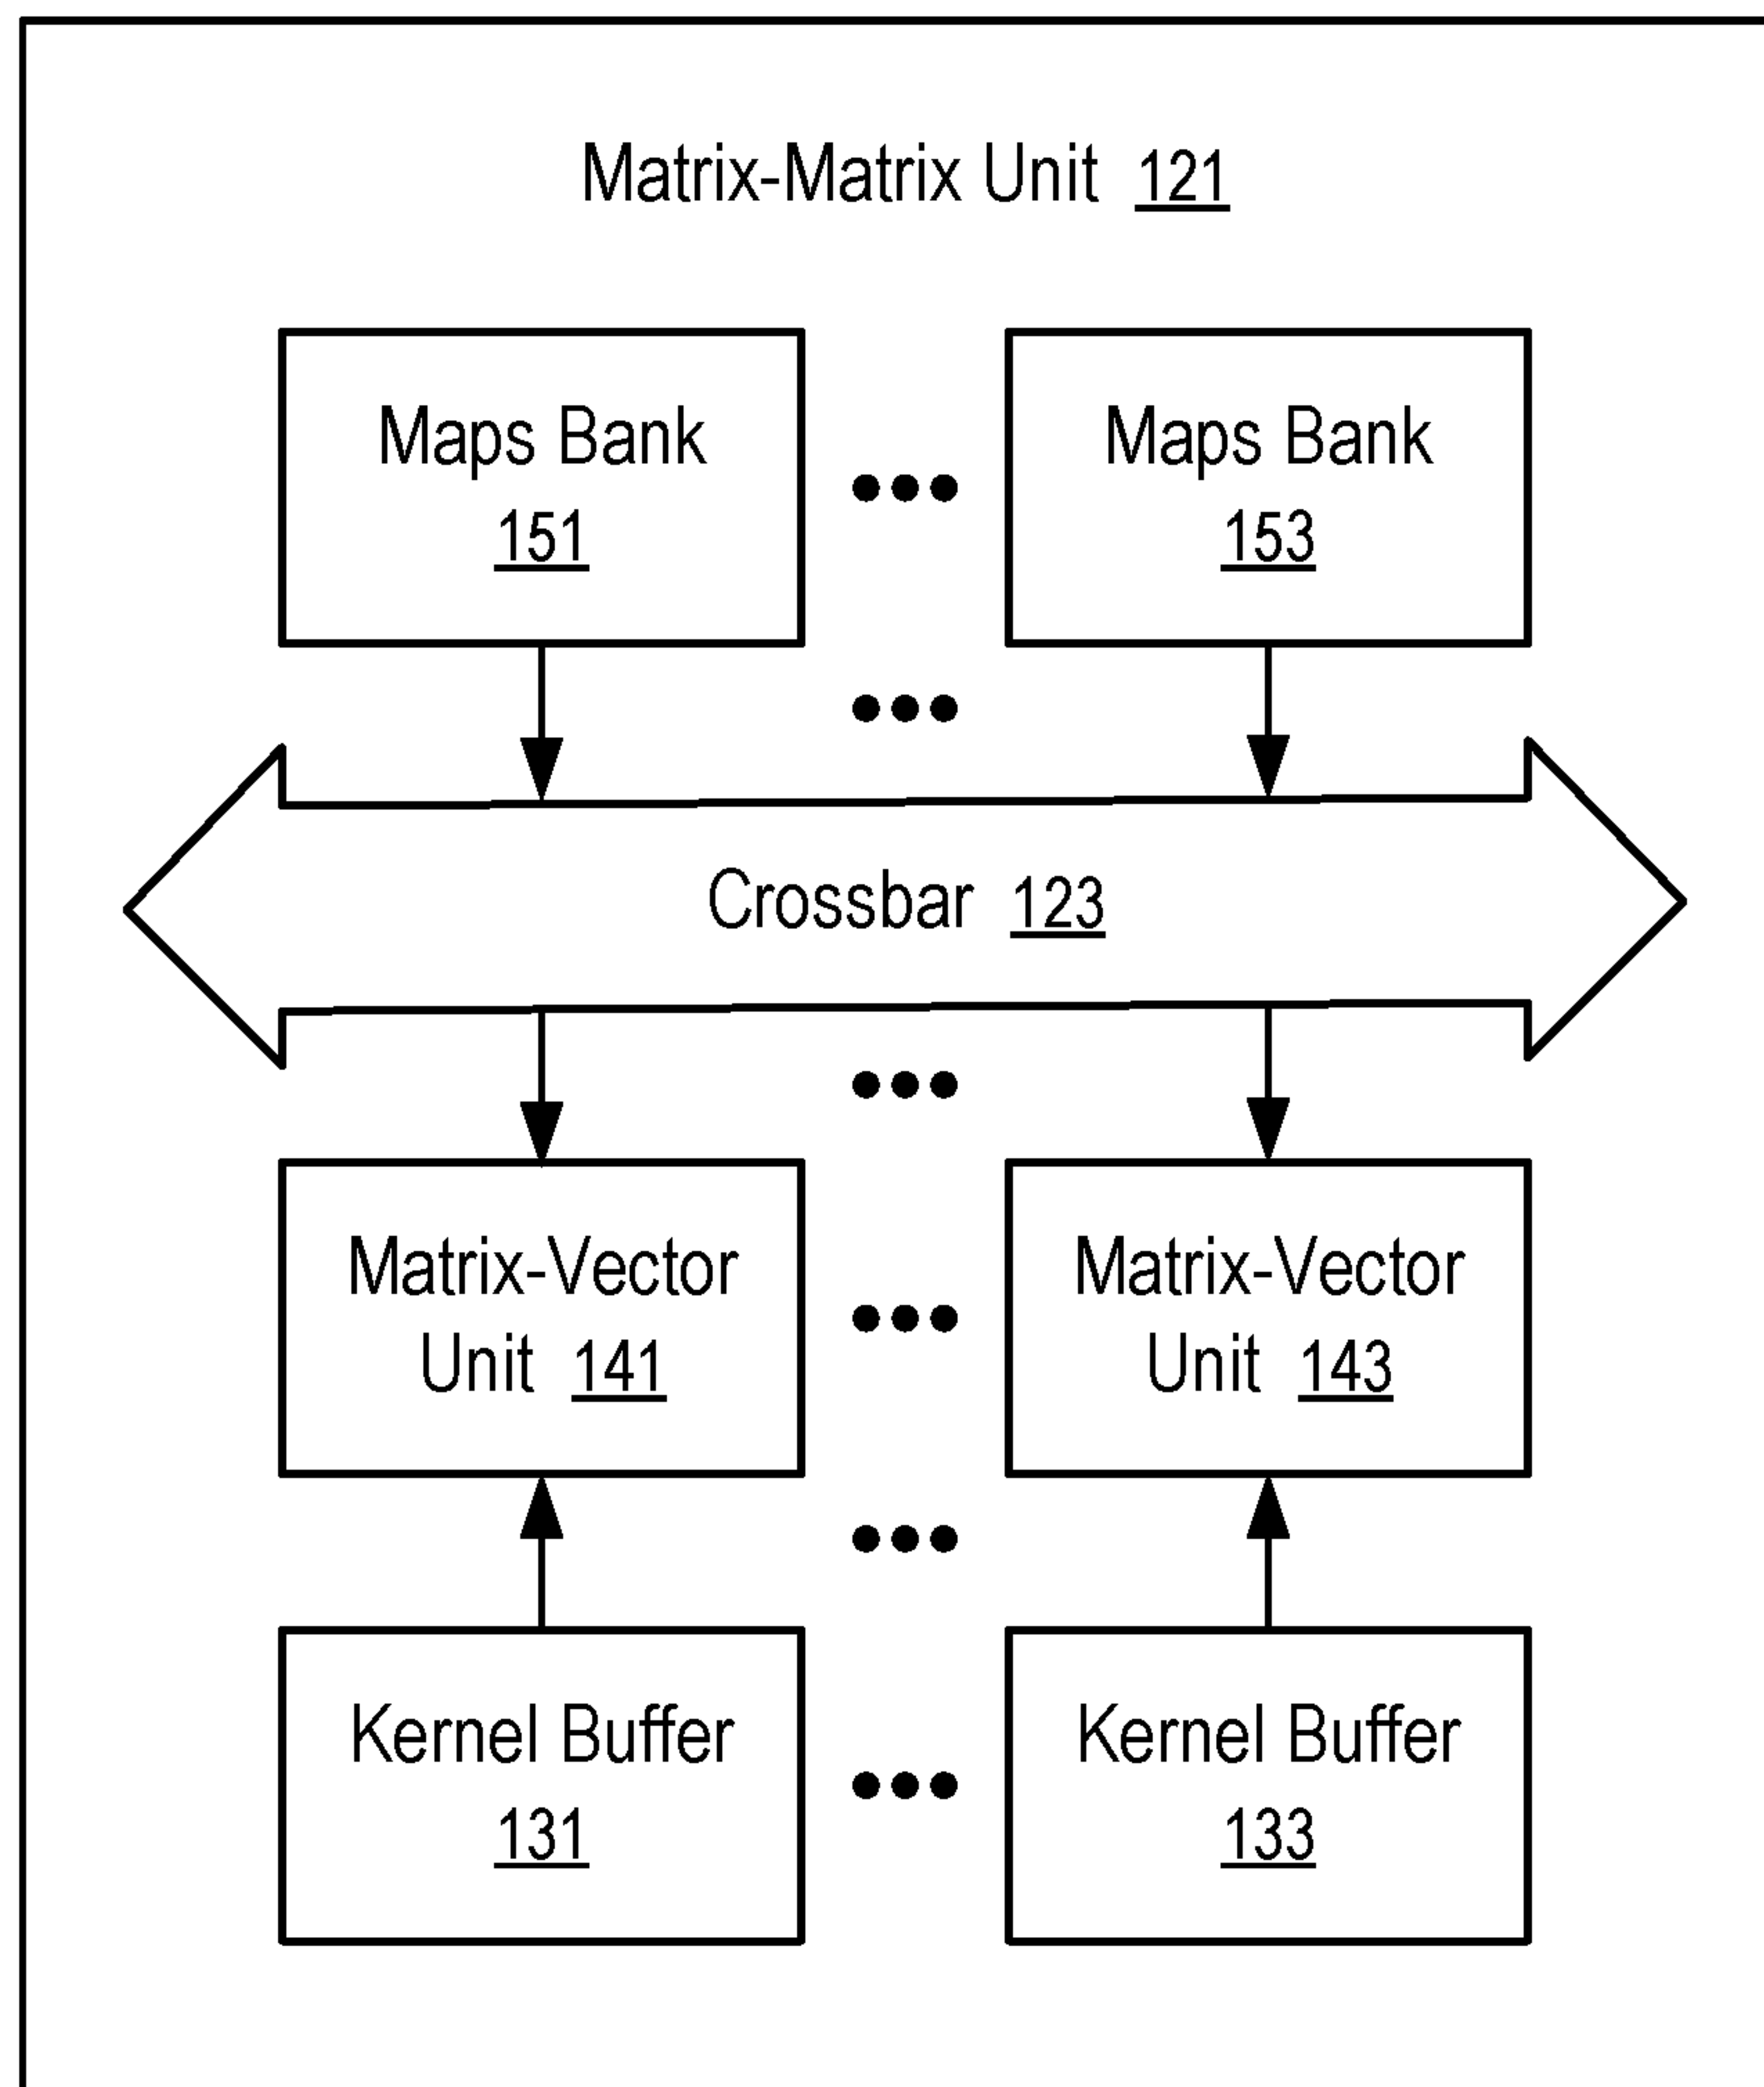 Matrix-Matrix Unit 121
Maps Bank
151
Maps Bank
153
Crossbar 123
Matrix-Vector
Unit 141
Matrix-Vector
Unit 143
Kernel Buffer
131
Kernel Buffer
133